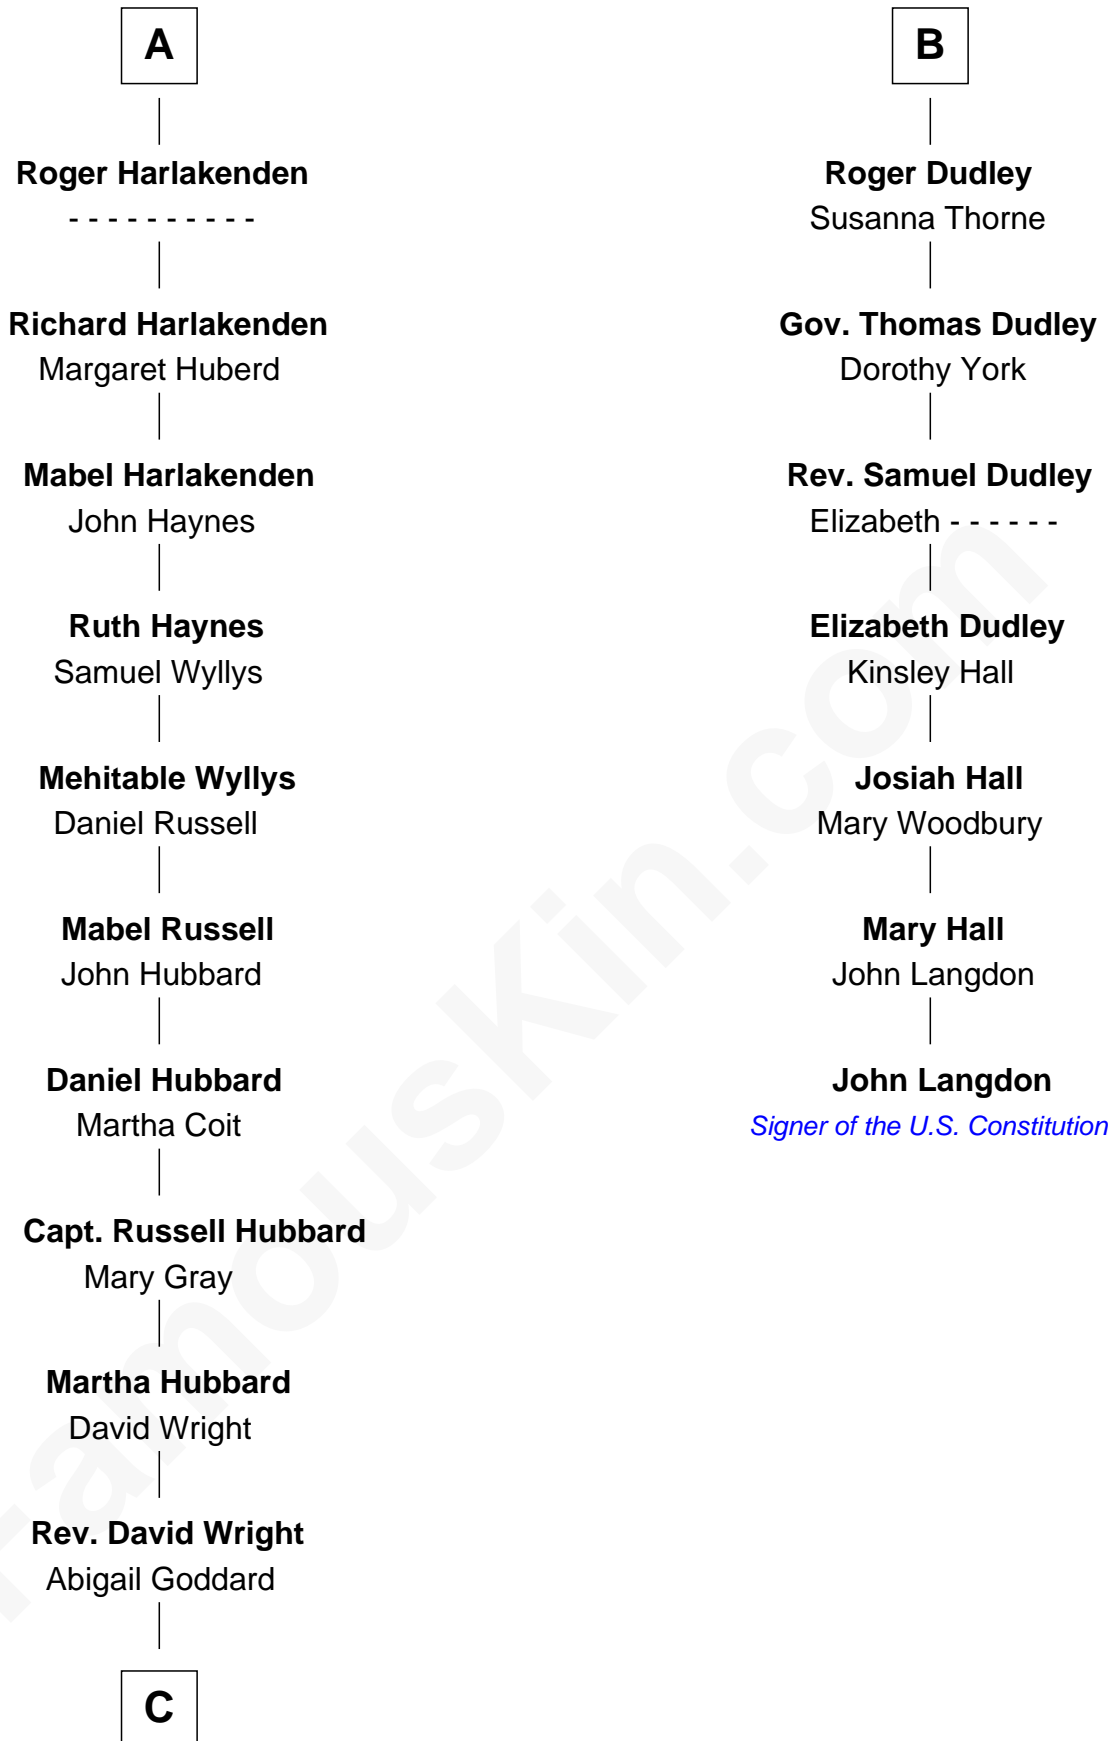 A
Roger Harlakenden
- - - - - - - - - -
Richard Harlakenden
Margaret Huberd
Mabel Harlakenden
John Haynes
Ruth Haynes
Samuel Wyllys
Mehitable Wyllys
Daniel Russell
Mabel Russell
John Hubbard
Daniel Hubbard
Martha Coit
Capt. Russell Hubbard
Mary Gray
Martha Hubbard
David Wright
Rev. David Wright
Abigail Goddard
C
B
Roger Dudley
Susanna Thorne
Gov. Thomas Dudley
Dorothy York
Rev. Samuel Dudley
Elizabeth - - - - - -
Elizabeth Dudley
Kinsley Hall
Josiah Hall
Mary Woodbury
Mary Hall
John Langdon
John Langdon
Signer of the U.S. Constitution
FamousKin.com